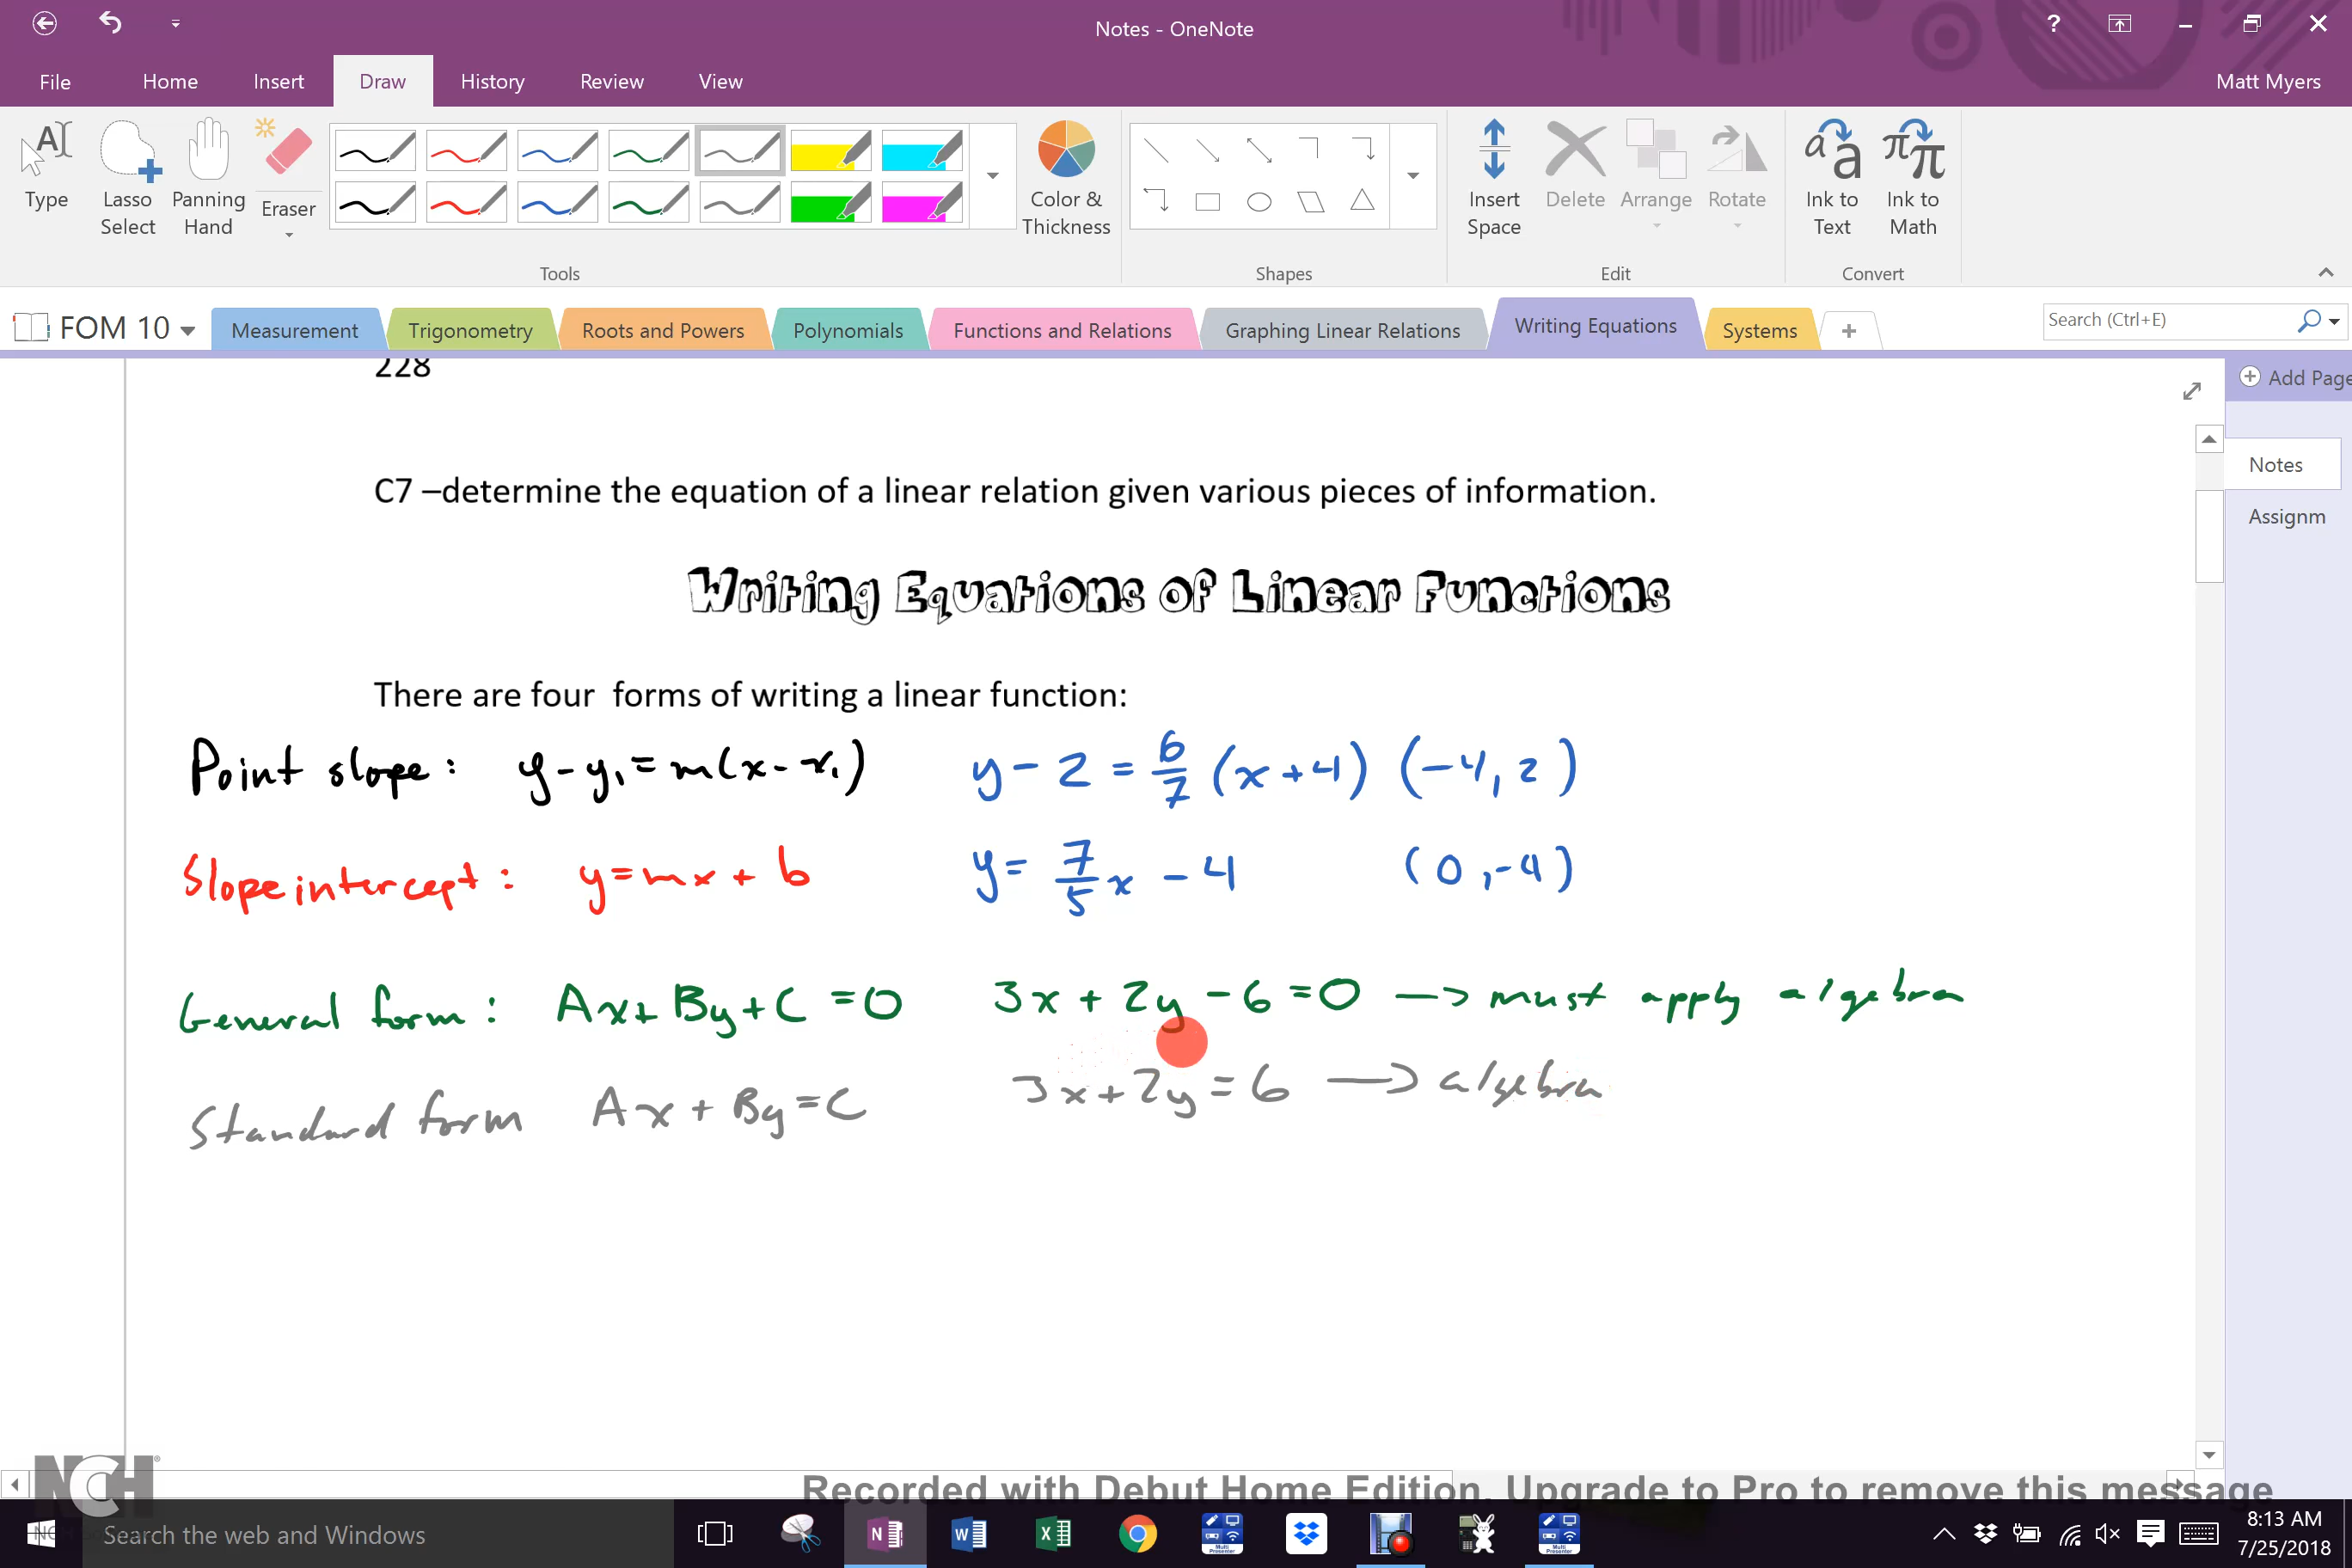 Notes - OneNote
?
File Home Insert Draw History Review View Matt Myers
Type Lasso Select Panning Hand Eraser Color & Thickness Insert Space Delete Arrange Rotate Ink to Text Ink to Math
Tools Shapes Edit Convert
FOM 10 Measurement Trigonometry Roots and Powers Polynomials Functions and Relations Graphing Linear Relations Writing Equations Systems + Search (Ctrl+E)
228
Add Page
Notes
Assignm
C7 –determine the equation of a linear relation given various pieces of information.
Writing Equations of Linear Functions
There are four forms of writing a linear function:
Point slope: y - y₁ = m(x - x₁) y - 2 = 6/7 (x + 4) (-4, 2)
Slope intercept: y = mx + b y = 7/5 x - 4 (0, -4)
General form: Ax + By + C = 0 3x + 2y - 6 = 0 → must apply algebra
Standard form Ax + By = C 3x + 2y = 6 → algebra
NCH
Recorded with Debut Home Edition. Upgrade to Pro to remove this message
Search the web and Windows
8:13 AM
7/25/2018